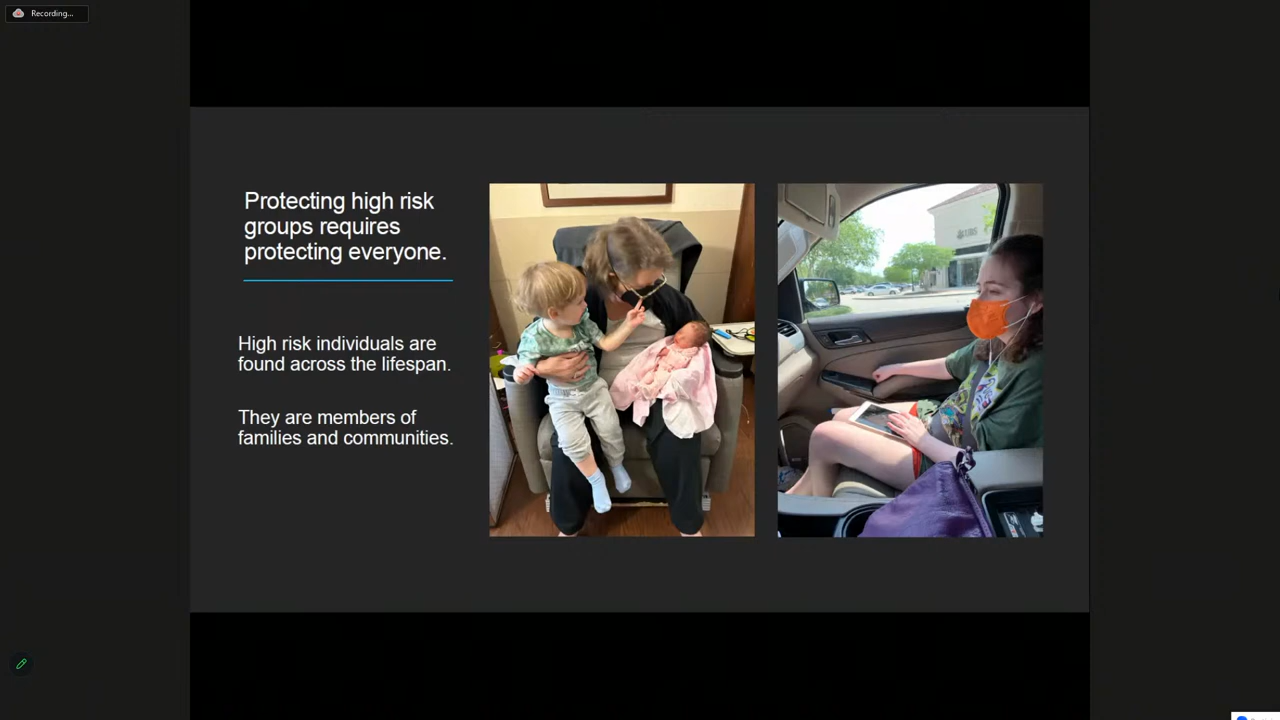 Recording...
Protecting high risk
groups requires
protecting everyone.
High risk individuals are
found across the lifespan.
They are members of
families and communities.